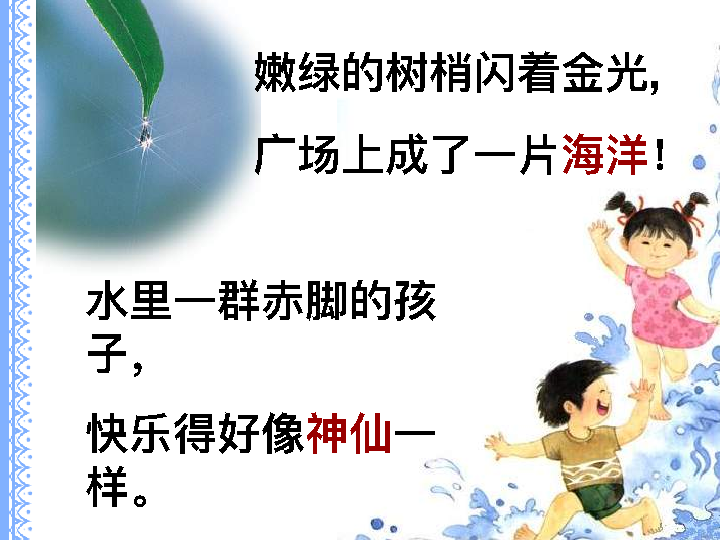 嫩绿的树梢闪着金光，
广场上成了一片海洋！
水里一群赤脚的孩
子，
快乐得好像神仙一
样。